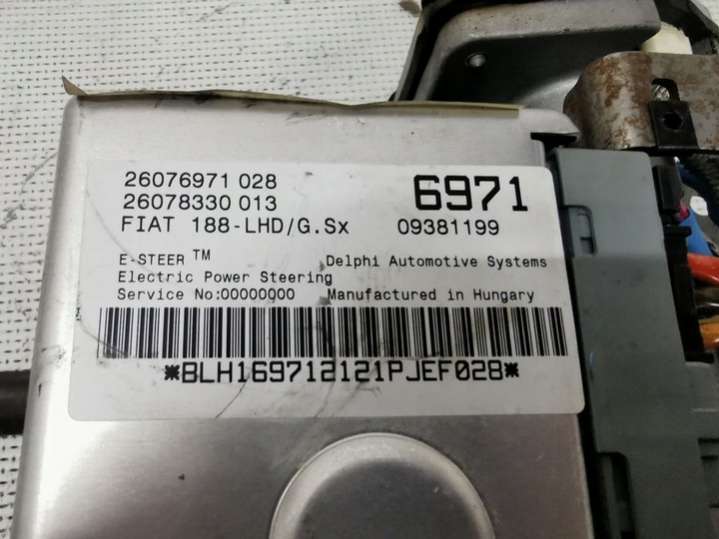 26076971 028
26078330 013
6971
FIAT 188-LHD/G.Sx 09381199
E-STEER TM Delphi Automotive Systems
Electric Power Steering
Service No:00000000 Manufactured in Hungary
*BLH169712121PJEF028*